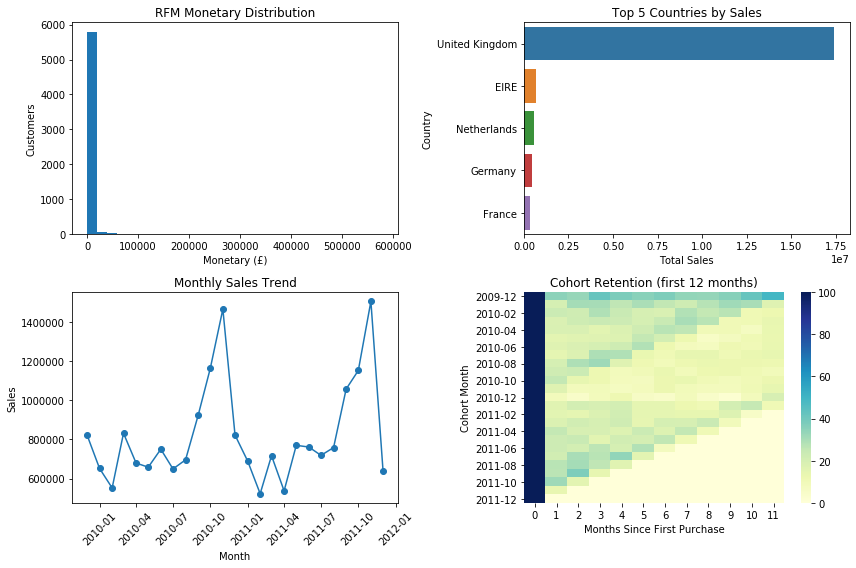 RFM Monetary Distribution
6000
5000
4000
3000
2000
1000
0
Customers
0 100000 200000 300000 400000 500000 600000
Monetary (£)
Top 5 Countries by Sales
United Kingdom
EIRE
Netherlands
Germany
France
Country
0.00 0.25 0.50 0.75 1.00 1.25 1.50 1.75
1e7
Total Sales
Monthly Sales Trend
1400000
1200000
1000000
800000
600000
Sales
2010-01 2010-04 2010-07 2010-10 2011-01 2011-04 2011-07 2011-10 2012-01
Month
Cohort Retention (first 12 months)
2009-12
2010-02
2010-04
2010-06
2010-08
2010-10
2010-12
2011-02
2011-04
2011-06
2011-08
2011-10
2011-12
Cohort Month
0 1 2 3 4 5 6 7 8 9 10 11
Months Since First Purchase
100
80
60
40
20
0